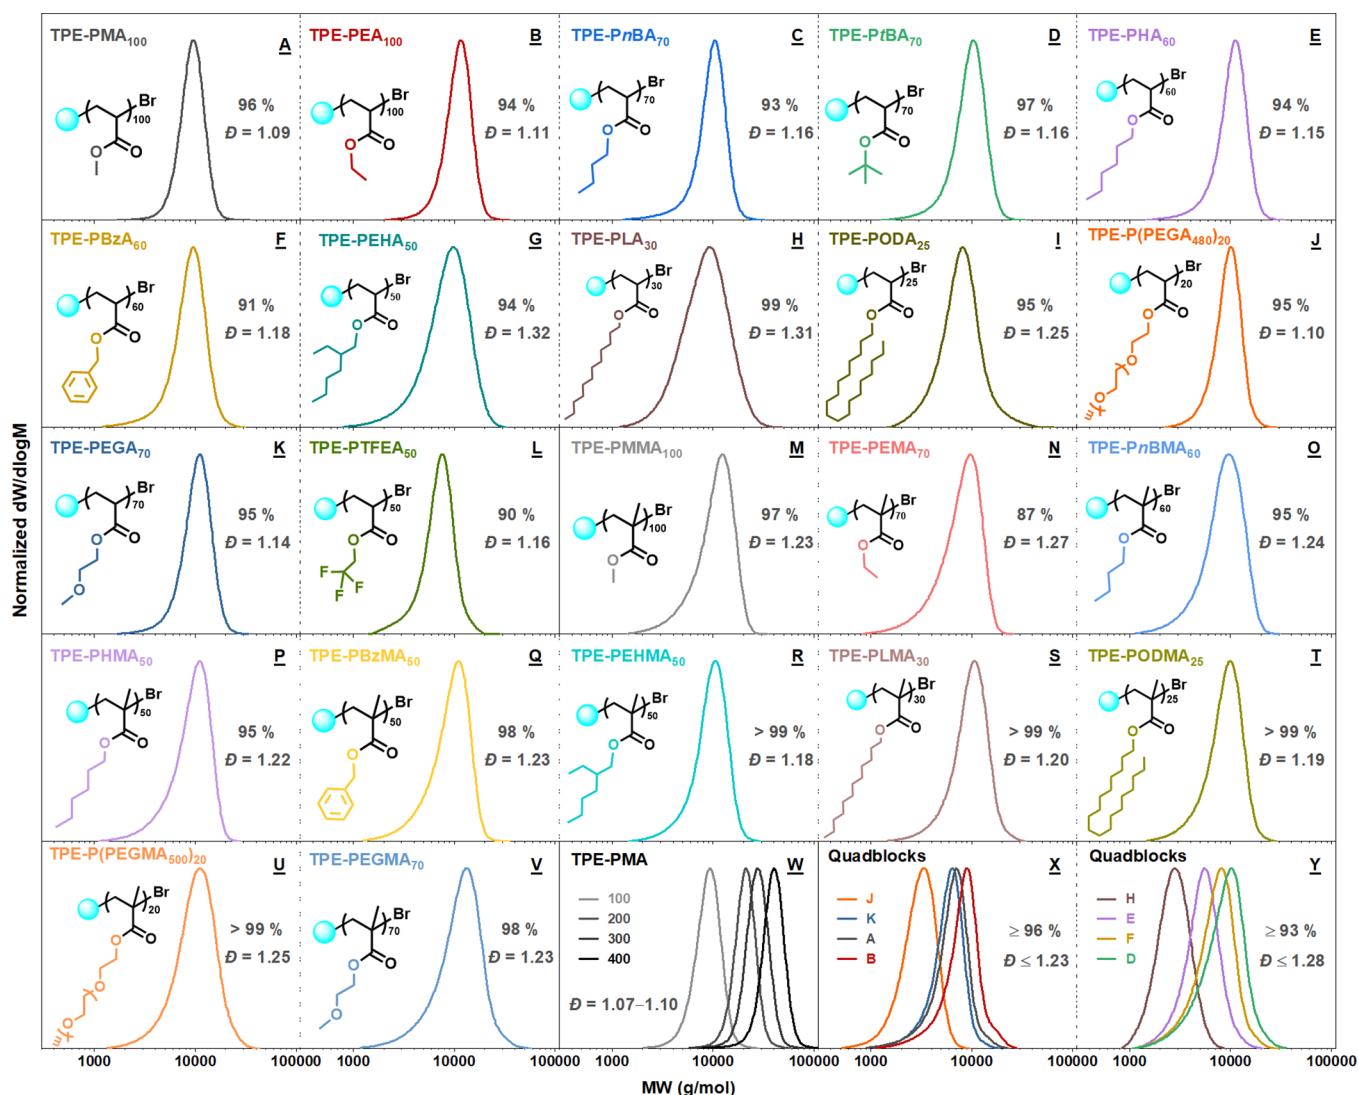 TPE-PMA100 A
Br
100
O
O
96 %
Đ = 1.09
TPE-PEA100 B
Br
100
O
O
94 %
Đ = 1.11
TPE-PnBA70 C
Br
70
O
O
93 %
Đ = 1.16
TPE-PtBA70 D
Br
70
O
O
97 %
Đ = 1.16
TPE-PHA60 E
Br
60
O
O
94 %
Đ = 1.15
TPE-PBzA60 F
Br
60
O
O
91 %
Đ = 1.18
TPE-PEHA50 G
Br
50
O
O
94 %
Đ = 1.32
TPE-PLA30 H
Br
30
O
O
99 %
Đ = 1.31
TPE-PODA25 I
Br
25
O
O
95 %
Đ = 1.25
TPE-P(PEGA480)20 J
Br
20
O
O
O
O
m
95 %
Đ = 1.10
Normalized dW/dlogM
TPE-PEGA70 K
Br
70
O
O
O
95 %
Đ = 1.14
TPE-PTFEA50 L
Br
50
O
O
F
F
F
90 %
Đ = 1.16
TPE-PMMA100 M
Br
100
O
O
97 %
Đ = 1.23
TPE-PEMA70 N
Br
70
O
O
87 %
Đ = 1.27
TPE-PnBMA60 O
Br
60
O
O
95 %
Đ = 1.24
TPE-PHMA50 P
Br
50
O
O
95 %
Đ = 1.22
TPE-PBzMA50 Q
Br
50
O
O
98 %
Đ = 1.23
TPE-PEHMA50 R
Br
50
O
O
> 99 %
Đ = 1.18
TPE-PLMA30 S
Br
30
O
O
> 99 %
Đ = 1.20
TPE-PODMA25 T
Br
25
O
O
> 99 %
Đ = 1.19
TPE-P(PEGMA500)20 U
Br
20
O
O
O
O
m
> 99 %
Đ = 1.25
TPE-PEGMA70 V
Br
70
O
O
O
98 %
Đ = 1.23
TPE-PMA W
100
200
300
400
Đ = 1.07–1.10
Quadblocks X
J
K
A
B
≥ 96 %
Đ ≤ 1.23
Quadblocks Y
H
E
F
D
≥ 93 %
Đ ≤ 1.28
1000 10000 1000 10000 1000 10000 1000 10000 1000 10000 100000
MW (g/mol)